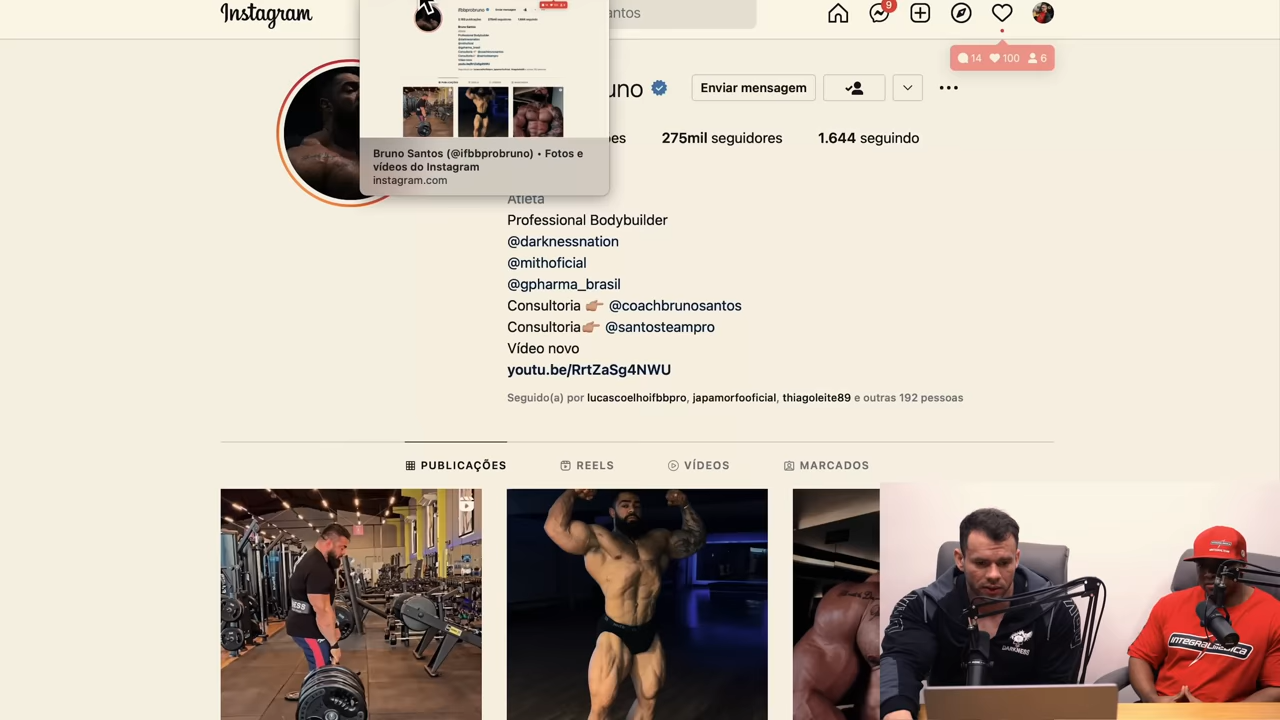 Instagram
antos
9
14 100 6
uno
Enviar mensagem
es 275mil seguidores 1.644 seguindo
Bruno Santos (@ifbbprobruno) • Fotos e
vídeos do Instagram
instagram.com
Atleta
Professional Bodybuilder
@darknessnation
@mithoficial
@gpharma_brasil
Consultoria 👉🏼 @coachbrunosantos
Consultoria👉🏼 @santosteampro
Vídeo novo
youtu.be/RrtZaSg4NWU
Seguido(a) por lucascoelhoifbbpro, japamorfooficial, thiagoleite89 e outras 192 pessoas
PUBLICAÇÕES REELS VÍDEOS MARCADOS
DARKNESS
INTEGRALMEDICA